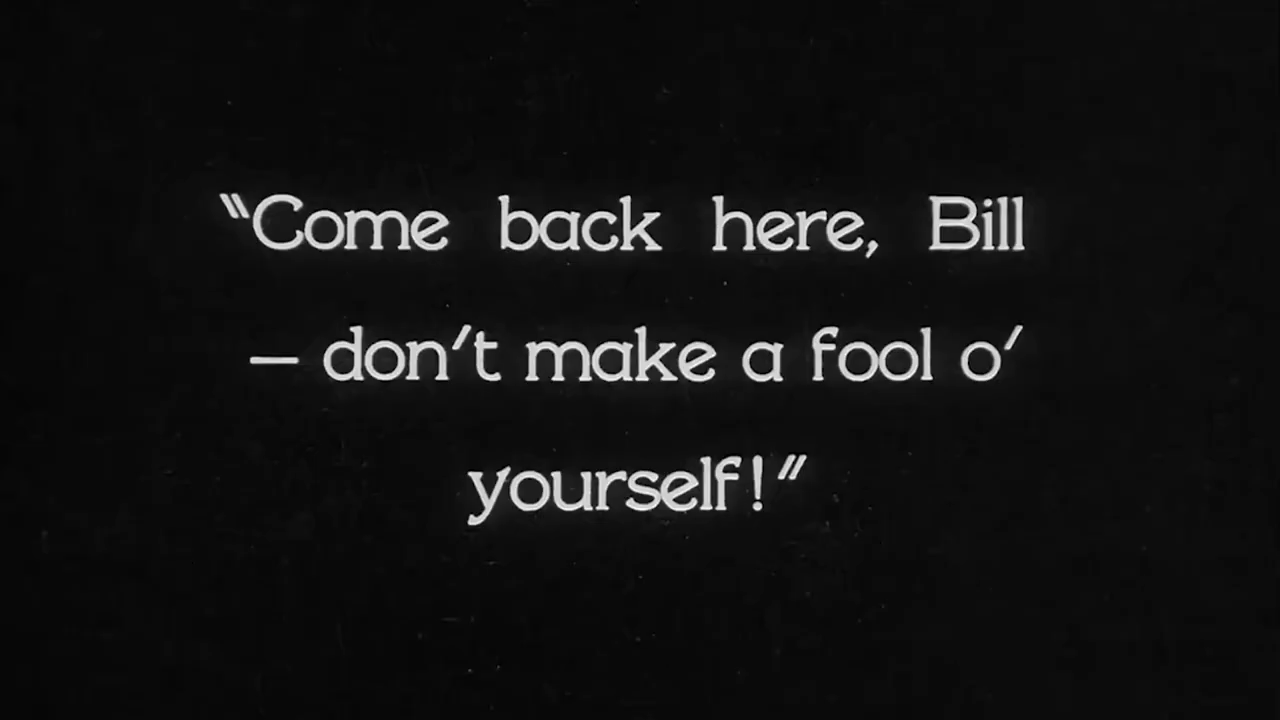 “Come back here, Bill
— don’t make a fool o’
yourself!”